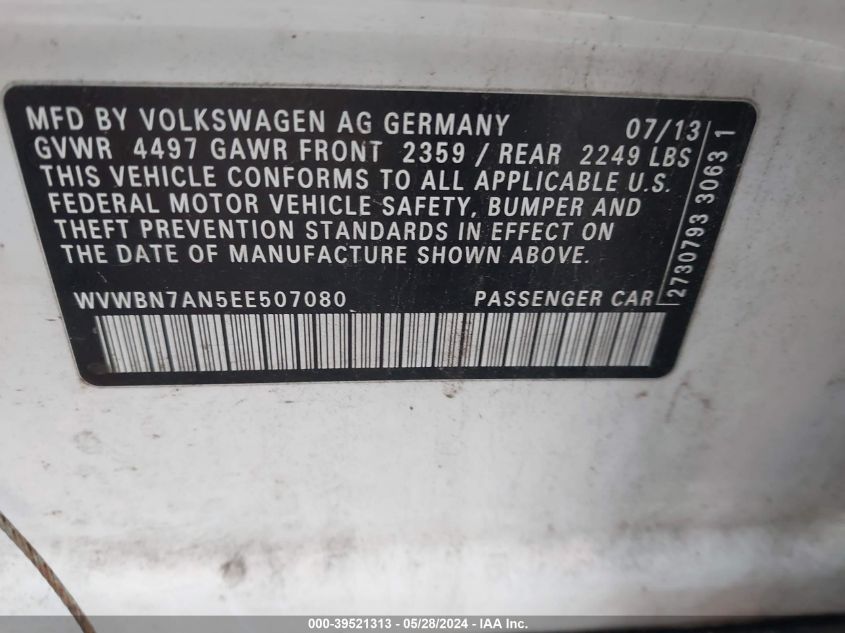 MFD BY VOLKSWAGEN AG GERMANY 07/13
GVWR 4497 GAWR FRONT 2359 / REAR 2249 LBS
THIS VEHICLE CONFORMS TO ALL APPLICABLE U.S.
FEDERAL MOTOR VEHICLE SAFETY, BUMPER AND
THEFT PREVENTION STANDARDS IN EFFECT ON
THE DATE OF MANUFACTURE SHOWN ABOVE.
WVWBN7AN5EE507080 PASSENGER CAR
2730793 3063 1
000-39521313 - 05/28/2024 - IAA Inc.